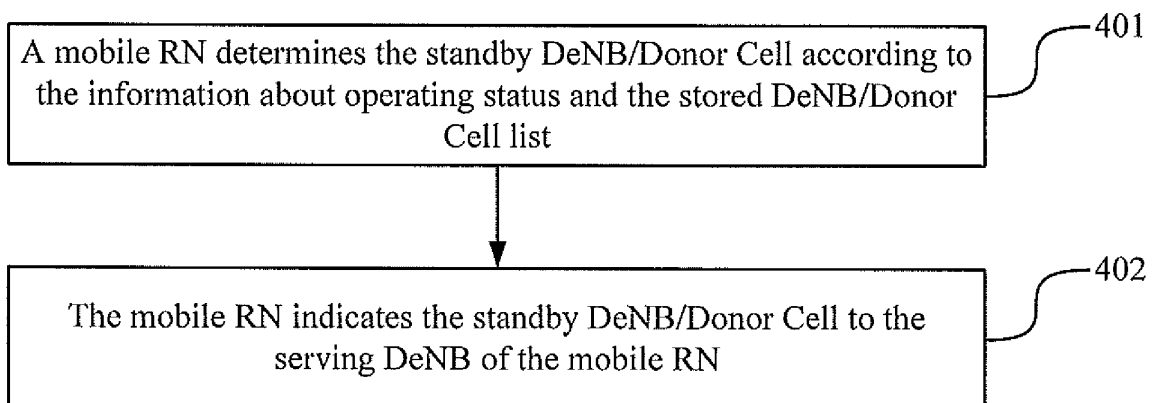 A mobile RN determines the standby DeNB/Donor Cell according to
the information about operating status and the stored DeNB/Donor
Cell list
401
The mobile RN indicates the standby DeNB/Donor Cell to the
serving DeNB of the mobile RN
402